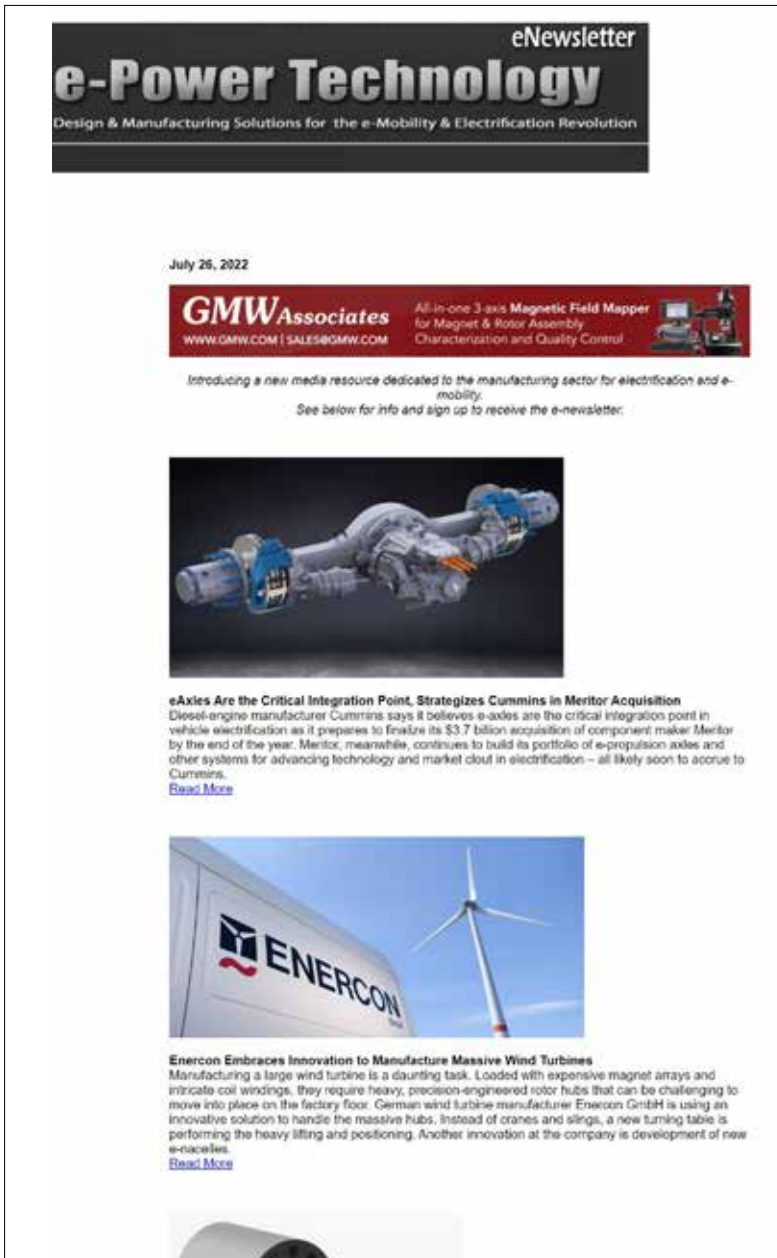 eNewsletter
e-Power Technology
Design & Manufacturing Solutions for the e-Mobility & Electrification Revolution
July 26, 2022
GMW Associates
WWW.GMW.COM | SALES@GMW.COM
All-in-one 3-axis Magnetic Field Mapper
for Magnet & Rotor Assembly
Characterization and Quality Control
Introducing a new media resource dedicated to the manufacturing sector for electrification and e-
mobility.
See below for info and sign up to receive the e-newsletter.
eAxles Are the Critical Integration Point, Strategizes Cummins in Meritor Acquisition
Diesel-engine manufacturer Cummins says it believes e-axles are the critical integration point in
vehicle electrification as it prepares to finalize its $3.7 billion acquisition of component maker Meritor
by the end of the year. Meritor, meanwhile, continues to build its portfolio of e-propulsion axles and
other systems for advancing technology and market clout in electrification – all likely soon to accrue to
Cummins.
Read More
ENERCON
Enercon Embraces Innovation to Manufacture Massive Wind Turbines
Manufacturing a large wind turbine is a daunting task. Loaded with expensive magnet arrays and
intricate coil windings, they require heavy, precision-engineered rotor hubs that can be challenging to
move into place on the factory floor. German wind turbine manufacturer Enercon GmbH is using an
innovative solution to handle the massive hubs. Instead of cranes and slings, a new turning table is
performing the heavy lifting and positioning. Another innovation at the company is development of new
e-nacelles.
Read More